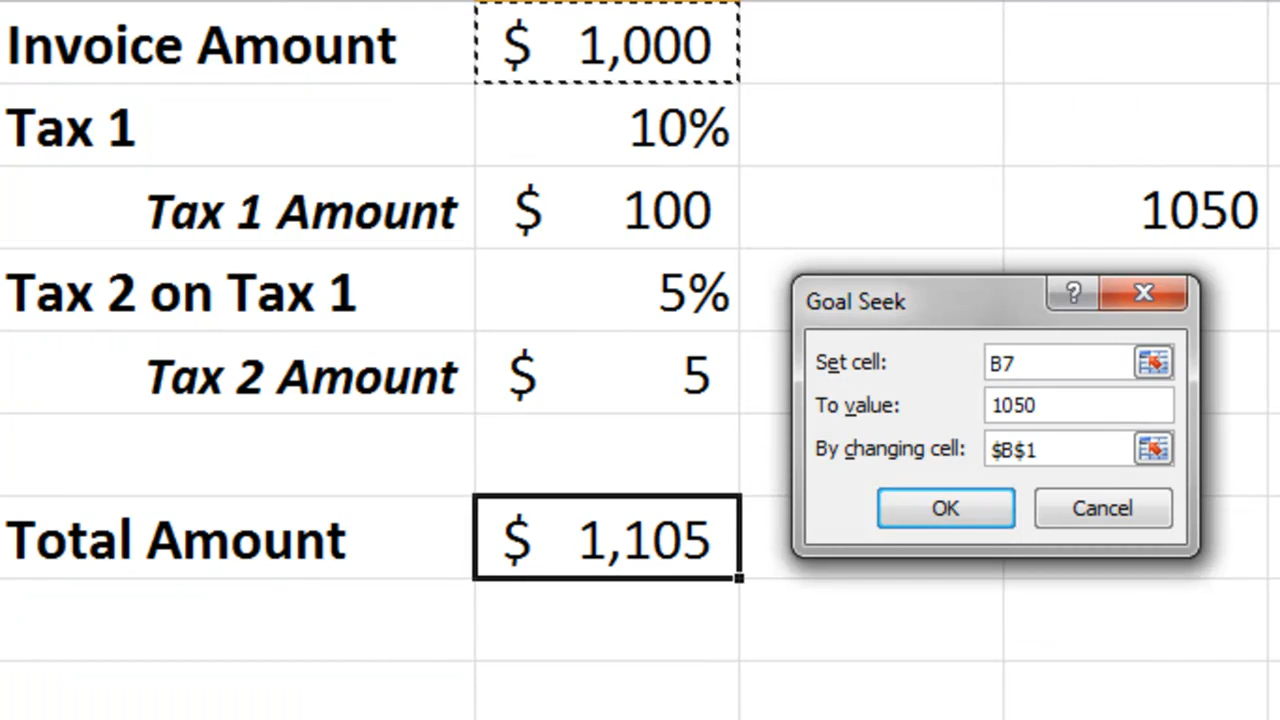 Invoice Amount $ 1,000
Tax 1 10%
Tax 1 Amount $ 100 1050
Tax 2 on Tax 1 5%
Goal Seek ?
Set cell: B7
Tax 2 Amount $ 5
To value: 1050
By changing cell: $B$1
OK Cancel
Total Amount $ 1,105